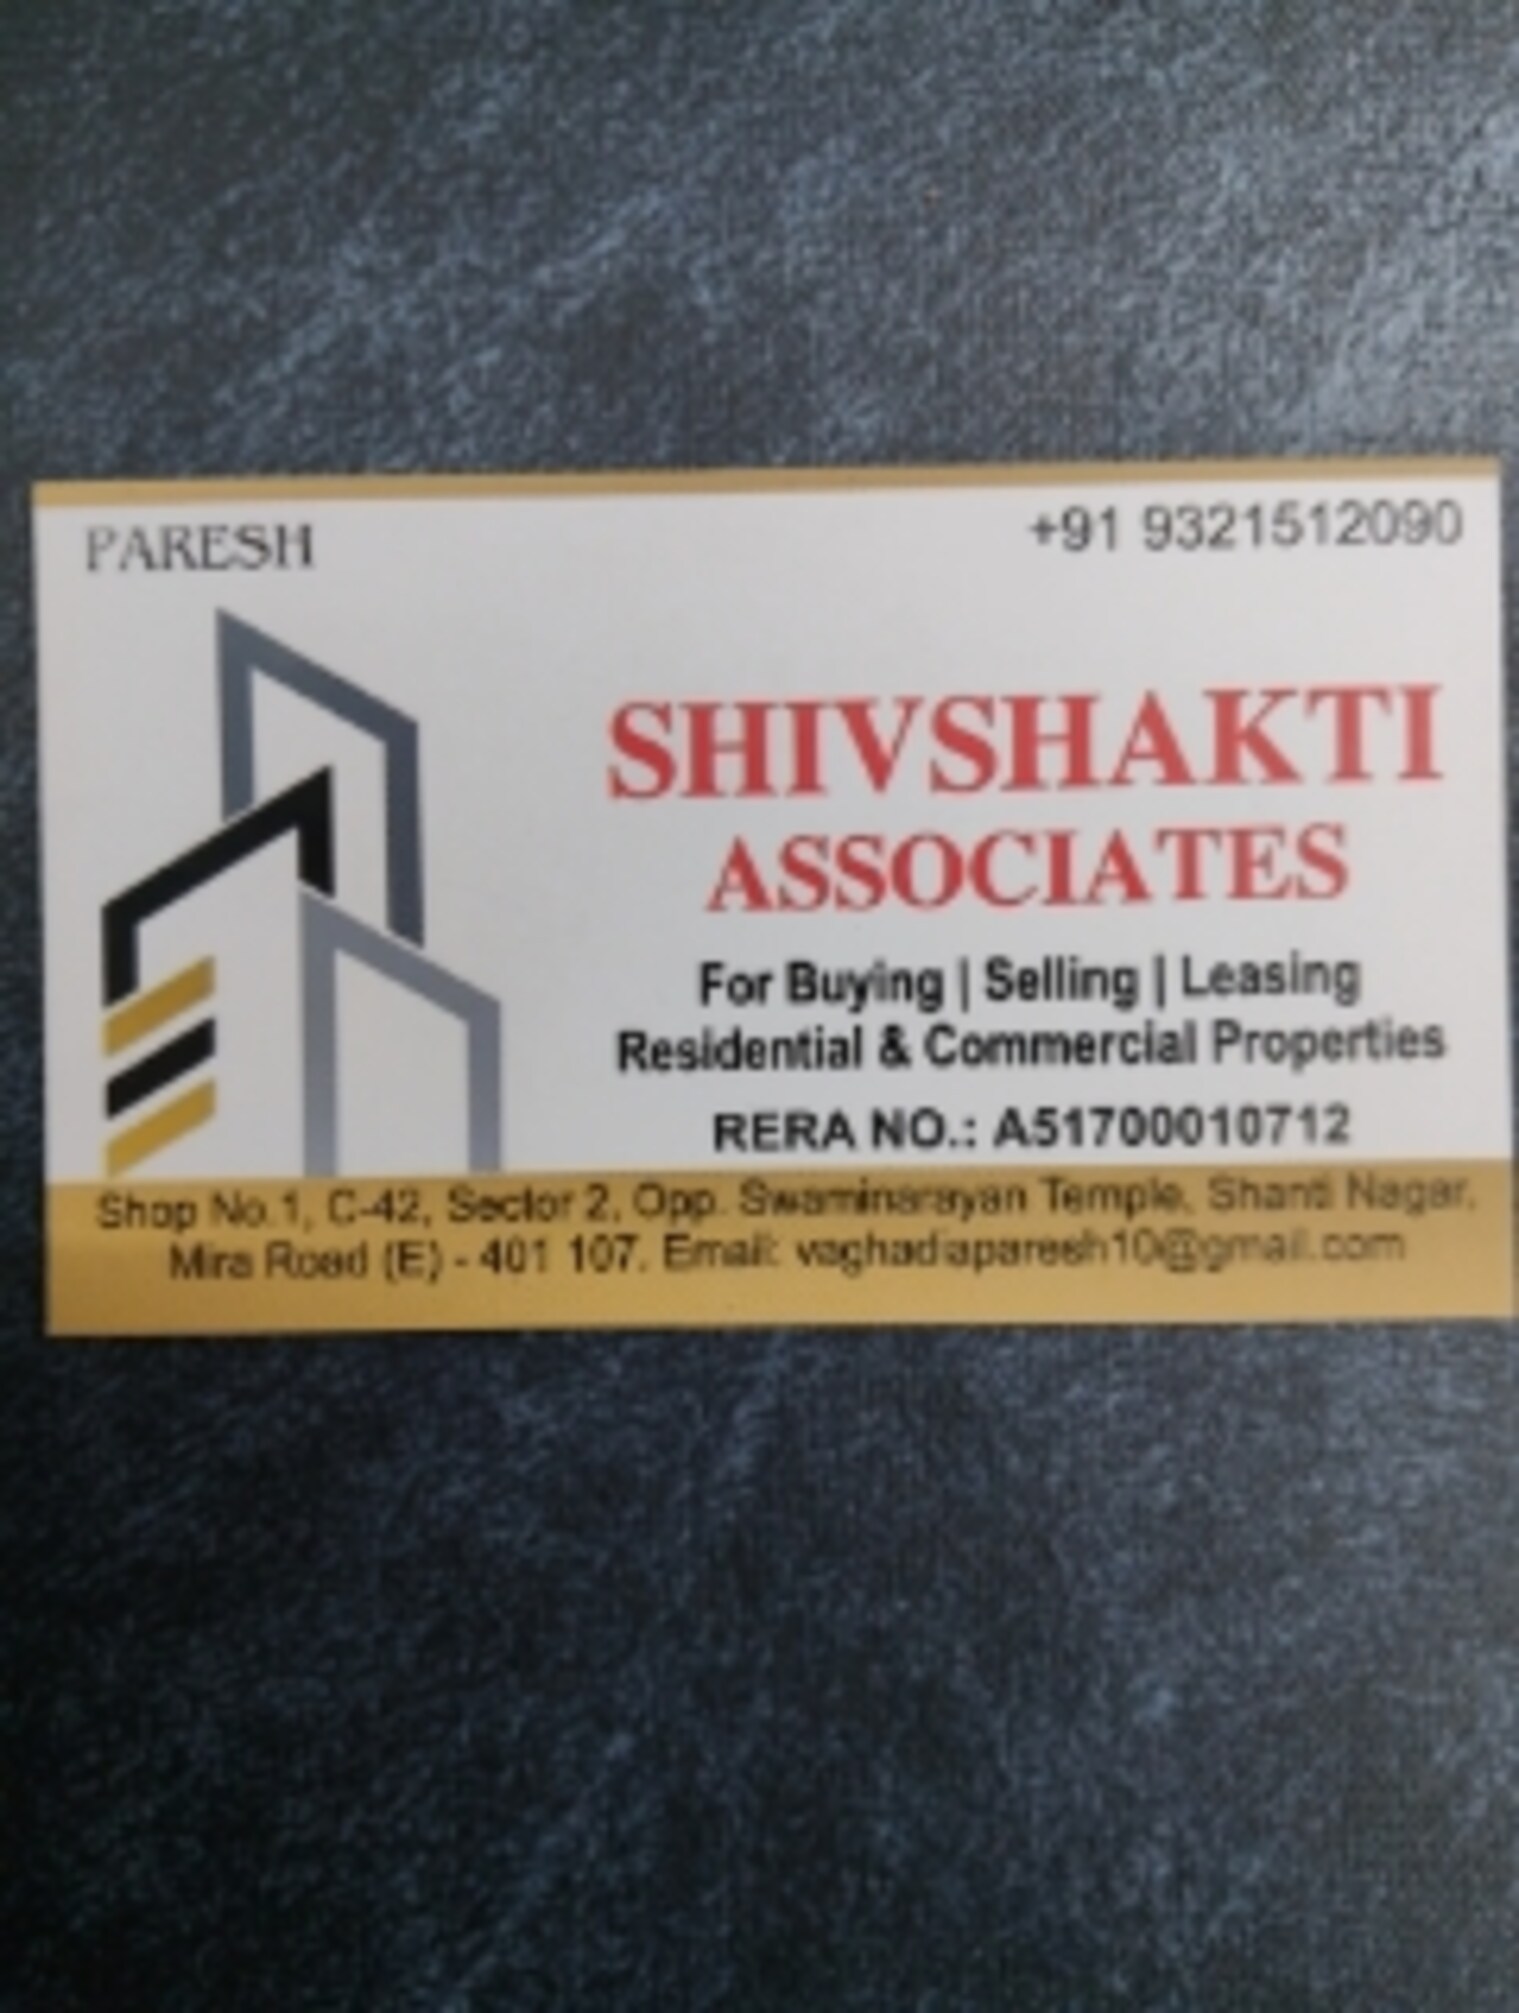 PARESH
+91 9321512090
SHIVSHAKTI
ASSOCIATES
For Buying | Selling | Leasing
Residential & Commercial Properties
RERA NO.: A51700010712
Shop No.1, C-42, Sector 2, Opp. Swaminarayan Temple, Shanti Nagar,
Mira Road (E) - 401 107. Email: vaghadiaparesh10@gmail.com